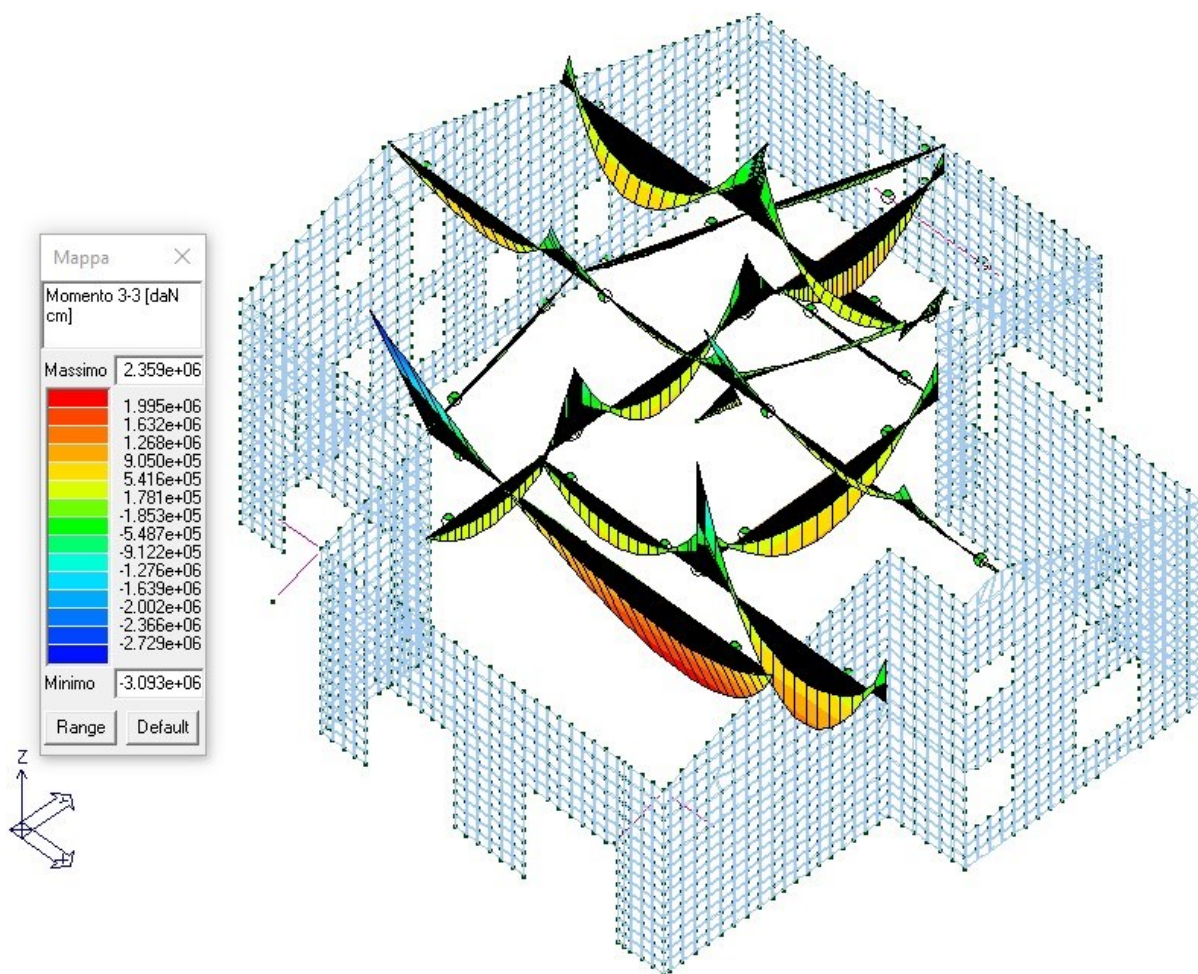 Mappa
Momento 3-3 [daN
cm]
Massimo 2.359e+06
1.995e+06
1.632e+06
1.268e+06
9.050e+05
5.416e+05
1.781e+05
-1.853e+05
-5.487e+05
-9.122e+05
-1.276e+06
-1.639e+06
-2.002e+06
-2.366e+06
-2.729e+06
Minimo -3.093e+06
Range Default
Z